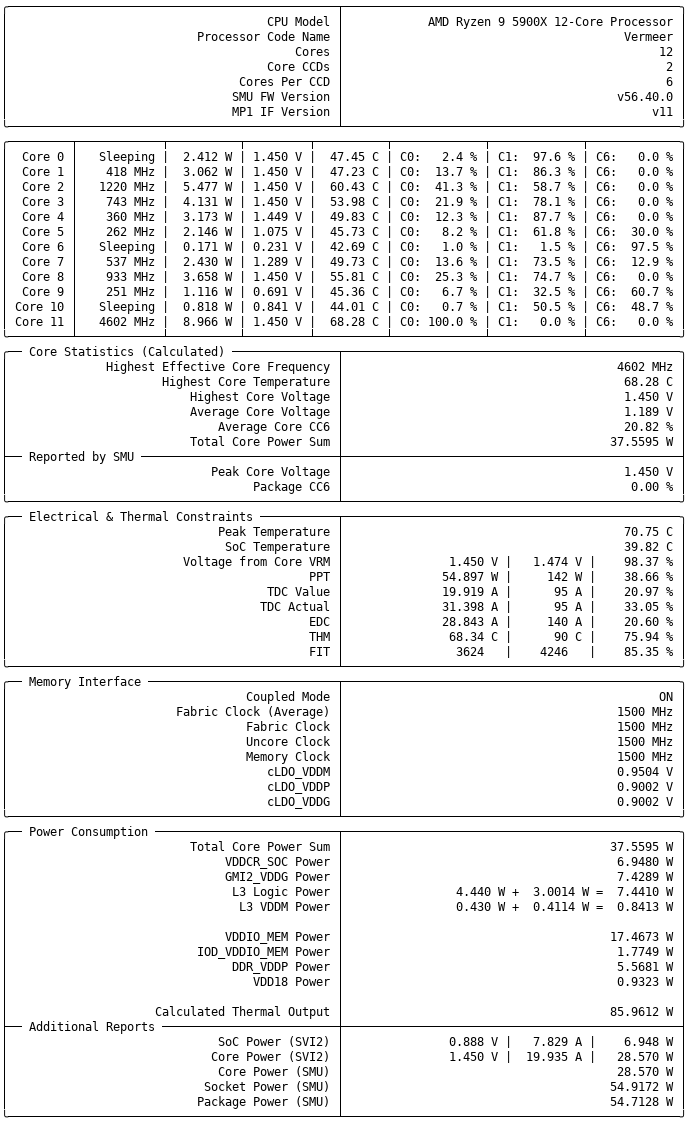 CPU Model | AMD Ryzen 9 5900X 12-Core Processor
Processor Code Name | Vermeer
Cores | 12
Core CCDs | 2
Cores Per CCD | 6
SMU FW Version | v56.40.0
MP1 IF Version | v11
Core 0 | Sleeping | 2.412 W | 1.450 V | 47.45 C | C0: 2.4 % | C1: 97.6 % | C6: 0.0 %
Core 1 | 418 MHz | 3.062 W | 1.450 V | 47.23 C | C0: 13.7 % | C1: 86.3 % | C6: 0.0 %
Core 2 | 1220 MHz | 5.477 W | 1.450 V | 60.43 C | C0: 41.3 % | C1: 58.7 % | C6: 0.0 %
Core 3 | 743 MHz | 4.131 W | 1.450 V | 53.98 C | C0: 21.9 % | C1: 78.1 % | C6: 0.0 %
Core 4 | 360 MHz | 3.173 W | 1.449 V | 49.83 C | C0: 12.3 % | C1: 87.7 % | C6: 0.0 %
Core 5 | 262 MHz | 2.146 W | 1.075 V | 45.73 C | C0: 8.2 % | C1: 61.8 % | C6: 30.0 %
Core 6 | Sleeping | 0.171 W | 0.231 V | 42.69 C | C0: 1.0 % | C1: 1.5 % | C6: 97.5 %
Core 7 | 537 MHz | 2.430 W | 1.289 V | 49.73 C | C0: 13.6 % | C1: 73.5 % | C6: 12.9 %
Core 8 | 933 MHz | 3.658 W | 1.450 V | 55.81 C | C0: 25.3 % | C1: 74.7 % | C6: 0.0 %
Core 9 | 251 MHz | 1.116 W | 0.691 V | 45.36 C | C0: 6.7 % | C1: 32.5 % | C6: 60.7 %
Core 10 | Sleeping | 0.818 W | 0.841 V | 44.01 C | C0: 0.7 % | C1: 50.5 % | C6: 48.7 %
Core 11 | 4602 MHz | 8.966 W | 1.450 V | 68.28 C | C0: 100.0 % | C1: 0.0 % | C6: 0.0 %
Core Statistics (Calculated)
Highest Effective Core Frequency | 4602 MHz
Highest Core Temperature | 68.28 C
Highest Core Voltage | 1.450 V
Average Core Voltage | 1.189 V
Average Core CC6 | 20.82 %
Total Core Power Sum | 37.5595 W
Reported by SMU
Peak Core Voltage | 1.450 V
Package CC6 | 0.00 %
Electrical & Thermal Constraints
Peak Temperature | 70.75 C
SoC Temperature | 39.82 C
Voltage from Core VRM | 1.450 V | 1.474 V | 98.37 %
PPT | 54.897 W | 142 W | 38.66 %
TDC Value | 19.919 A | 95 A | 20.97 %
TDC Actual | 31.398 A | 95 A | 33.05 %
EDC | 28.843 A | 140 A | 20.60 %
THM | 68.34 C | 90 C | 75.94 %
FIT | 3624 | 4246 | 85.35 %
Memory Interface
Coupled Mode | ON
Fabric Clock (Average) | 1500 MHz
Fabric Clock | 1500 MHz
Uncore Clock | 1500 MHz
Memory Clock | 1500 MHz
cLDO_VDDM | 0.9504 V
cLDO_VDDP | 0.9002 V
cLDO_VDDG | 0.9002 V
Power Consumption
Total Core Power Sum | 37.5595 W
VDDCR_SOC Power | 6.9480 W
GMI2_VDDG Power | 7.4289 W
L3 Logic Power | 4.440 W + 3.0014 W = 7.4410 W
L3 VDDM Power | 0.430 W + 0.4114 W = 0.8413 W
VDDIO_MEM Power | 17.4673 W
IOD_VDDIO_MEM Power | 1.7749 W
DDR_VDDP Power | 5.5681 W
VDD18 Power | 0.9323 W
Calculated Thermal Output | 85.9612 W
Additional Reports
SoC Power (SVI2) | 0.888 V | 7.829 A | 6.948 W
Core Power (SVI2) | 1.450 V | 19.935 A | 28.570 W
Core Power (SMU) | 28.570 W
Socket Power (SMU) | 54.9172 W
Package Power (SMU) | 54.7128 W